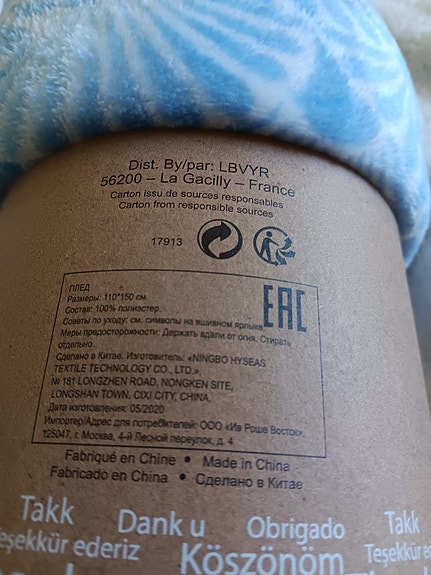 Dist. By/par: LBVYR
56200 – La Gacilly – France
Carton issu de sources responsables
Carton from responsible sources
17913
EAC
ПЛЕД
Размеры: 110*150 см.
Состав: 100% полиэстер.
Советы по уходу: см. символы на вшивном ярлыке.
Меры предосторожности: Держать вдали от огня. Стирать
отдельно.
Сделано в Китае. Изготовитель: «NINGBO HYSEAS
TEXTILE TECHNOLOGY CO., LTD.»,
№ 181 LONGZHEN ROAD, NONGKEN SITE,
LONGSHAN TOWN, CIXI CITY, CHINA.
Дата изготовления: 05/2020
Импортер/Адрес для потребителей: ООО «Ив Роше Восток»,
125047, г. Москва, 4-й Лесной переулок, д. 4
Fabriqué en Chine • Made in China
Fabricado en China • Сделано в Китае
Takk Dank u Obrigado Takk
Teşekkür ederiz Köszönöm Teşekkür ed